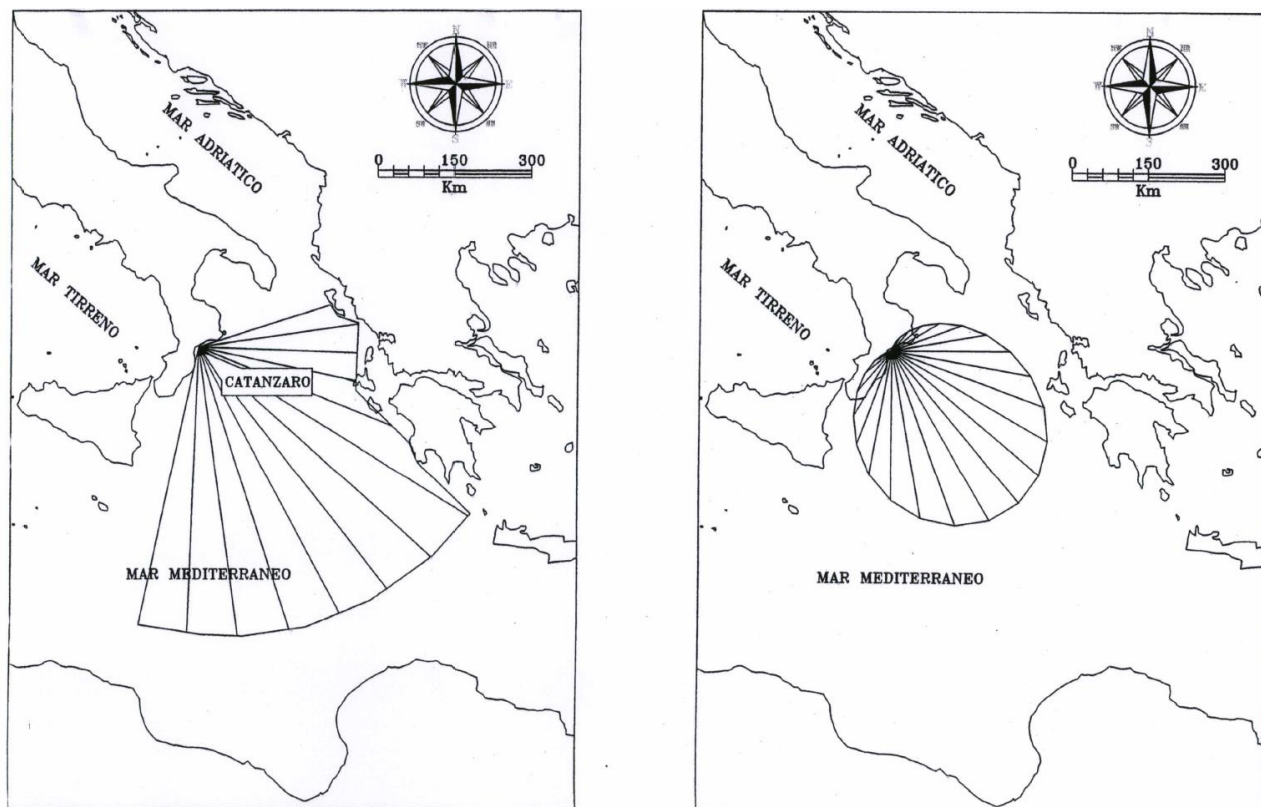 N
W
E
S
MAR ADRIATICO
0 150 300
Km
MAR TIRRENO
CATANZARO
MAR MEDITERRANEO
N
W
E
S
MAR ADRIATICO
0 150 300
Km
MAR TIRRENO
MAR MEDITERRANEO